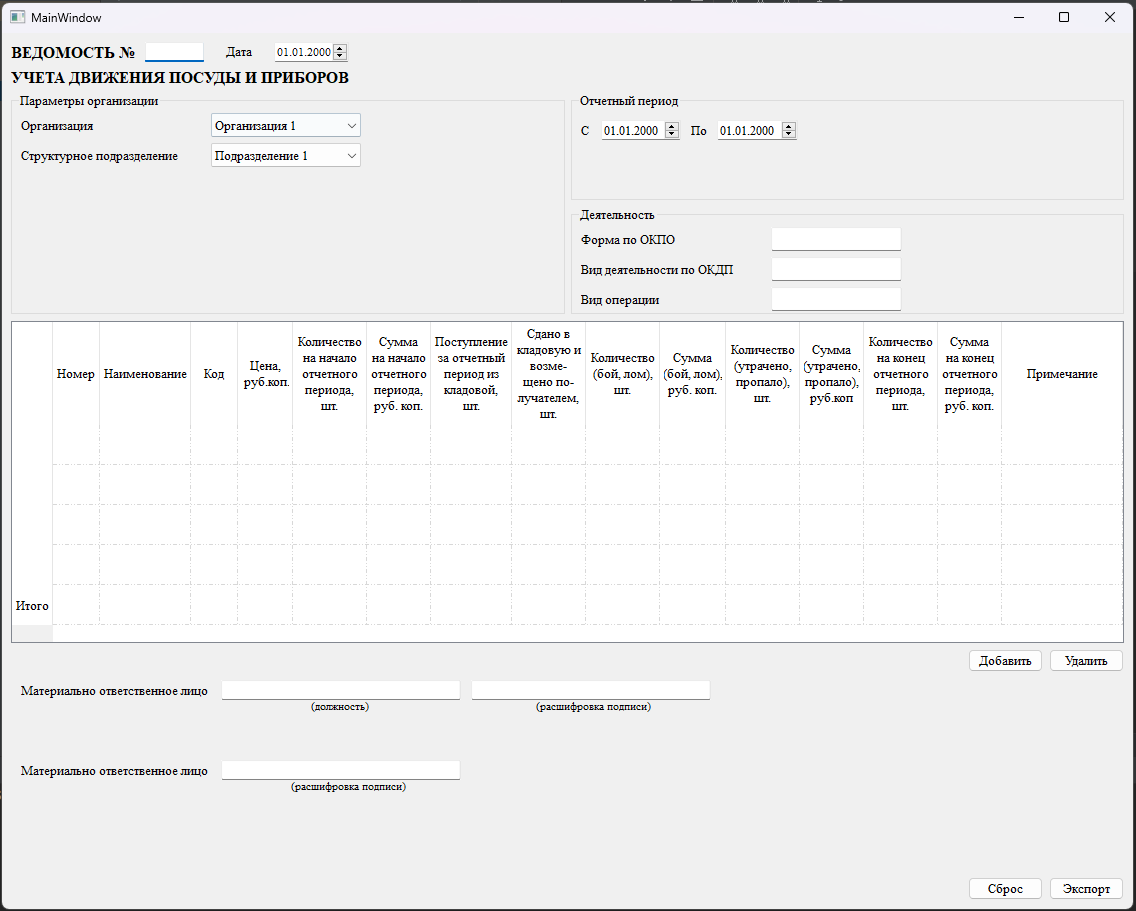 MainWindow
ВЕДОМОСТЬ № Дата 01.01.2000
УЧЕТА ДВИЖЕНИЯ ПОСУДЫ И ПРИБОРОВ
Параметры организации
Организация Организация 1
Структурное подразделение Подразделение 1
Отчетный период
С 01.01.2000 По 01.01.2000
Деятельность
Форма по ОКПО
Вид деятельности по ОКДП
Вид операции
Номер
Наименование
Код
Цена,
руб.коп.
Количество
на начало
отчетного
периода,
шт.
Сумма
на начало
отчетного
периода,
руб. коп.
Поступление
за отчетный
период из
кладовой,
шт.
Сдано в
кладовую и
возме-
щено по-
лучателем,
шт.
Количество
(бой, лом),
шт.
Сумма
(бой, лом),
руб. коп.
Количество
(утрачено,
пропало),
шт.
Сумма
(утрачено,
пропало),
руб.коп
Количество
на конец
отчетного
периода,
шт.
Сумма
на конец
отчетного
периода,
руб. коп.
Примечание
Итого
Добавить Удалить
Материально ответственное лицо
(должность) (расшифровка подписи)
Материально ответственное лицо
(расшифровка подписи)
Сброс Экспорт